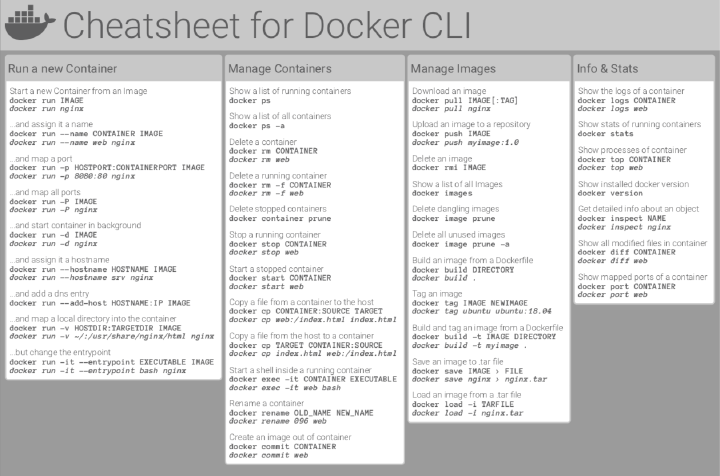 Cheatsheet for Docker CLI
Run a new Container
Start a new Container from an Image
docker run IMAGE
docker run nginx
...and assign it a name
docker run --name CONTAINER IMAGE
docker run --name web nginx
...and map a port
docker run -p HOSTPORT:CONTAINERPORT IMAGE
docker run -p 8080:80 nginx
...and map all ports
docker run -P IMAGE
docker run -P nginx
...and start container in background
docker run -d IMAGE
docker run -d nginx
...and assign it a hostname
docker run --hostname HOSTNAME IMAGE
docker run --hostname srv nginx
...and add a dns entry
docker run --add-host HOSTNAME:IP IMAGE
...and map a local directory into the container
docker run -v HOSTDIR:TARGETDIR IMAGE
docker run -v ~/:/usr/share/nginx/html nginx
...but change the entrypoint
docker run -it --entrypoint EXECUTABLE IMAGE
docker run -it --entrypoint bash nginx
Manage Containers
Show a list of running containers
docker ps
Show a list of all containers
docker ps -a
Delete a container
docker rm CONTAINER
docker rm web
Delete a running container
docker rm -f CONTAINER
docker rm -f web
Delete stopped containers
docker container prune
Stop a running container
docker stop CONTAINER
docker stop web
Start a stopped container
docker start CONTAINER
docker start web
Copy a file from a container to the host
docker cp CONTAINER:SOURCE TARGET
docker cp web:/index.html index.html
Copy a file from the host to a container
docker cp TARGET CONTAINER:SOURCE
docker cp index.html web:/index.html
Start a shell inside a running container
docker exec -it CONTAINER EXECUTABLE
docker exec -it web bash
Rename a container
docker rename OLD_NAME NEW_NAME
docker rename 096 web
Create an image out of container
docker commit CONTAINER
docker commit web
Manage Images
Download an image
docker pull IMAGE[:TAG]
docker pull nginx
Upload an image to a repository
docker push IMAGE
docker push myimage:1.0
Delete an image
docker rmi IMAGE
Show a list of all Images
docker images
Delete dangling images
docker image prune
Delete all unused images
docker image prune -a
Build an image from a Dockerfile
docker build DIRECTORY
docker build .
Tag an image
docker tag IMAGE NEWIMAGE
docker tag ubuntu ubuntu:18.04
Build and tag an image from a Dockerfile
docker build -t IMAGE DIRECTORY
docker build -t myimage .
Save an image to .tar file
docker save IMAGE > FILE
docker save nginx > nginx.tar
Load an image from a .tar file
docker load -i TARFILE
docker load -i nginx.tar
Info & Stats
Show the logs of a container
docker logs CONTAINER
docker logs web
Show stats of running containers
docker stats
Show processes of container
docker top CONTAINER
docker top web
Show installed docker version
docker version
Get detailed info about an object
docker inspect NAME
docker inspect nginx
Show all modified files in container
docker diff CONTAINER
docker diff web
Show mapped ports of a container
docker port CONTAINER
docker port web